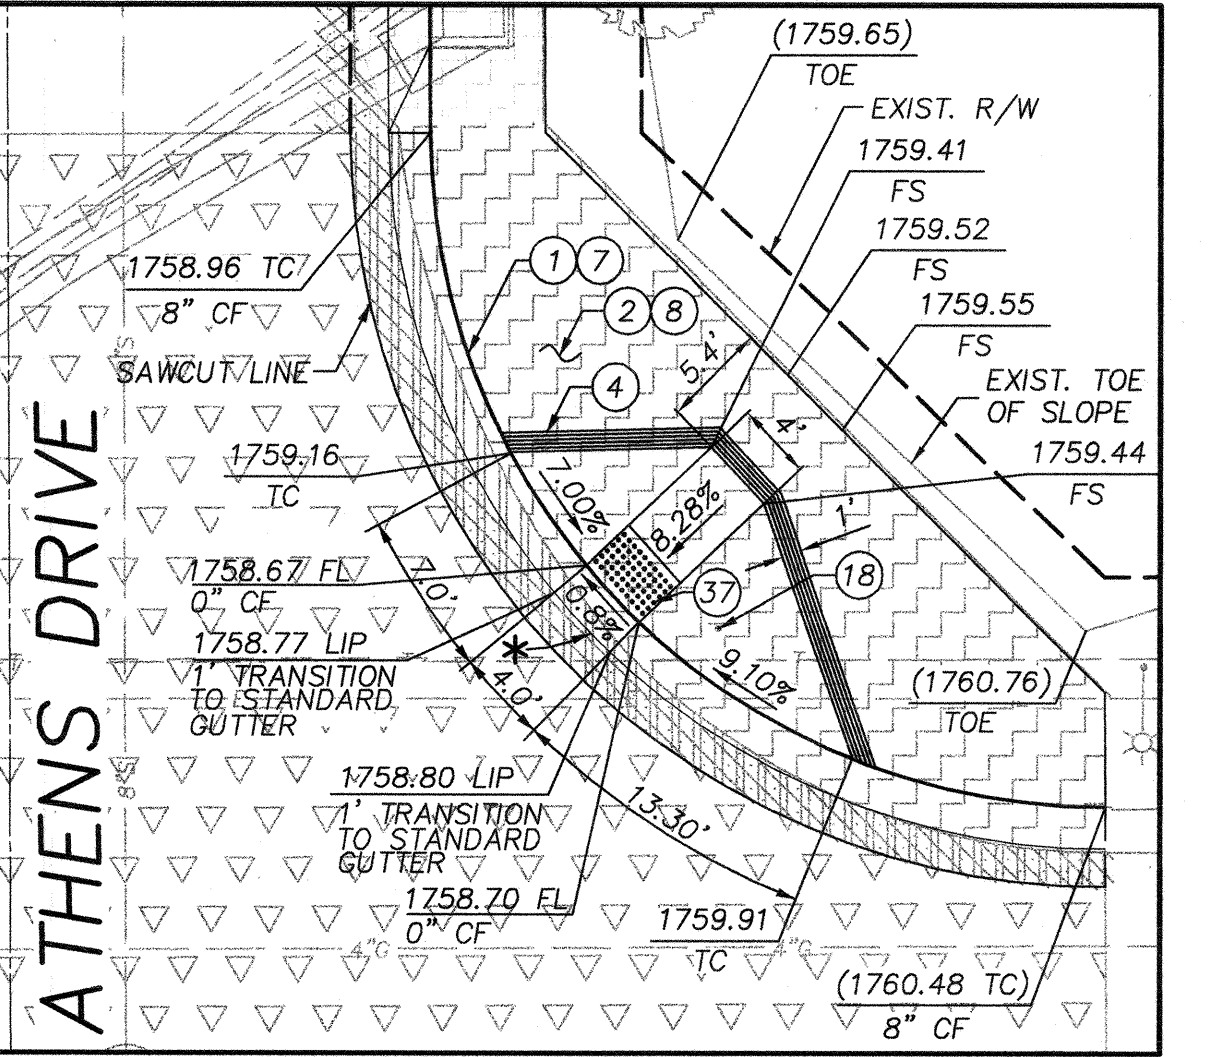 (1759.65)
TOE
EXIST. R/W
1759.41
FS
1759.52
FS
1758.96 TC
8" CF
1 7
2 8
1759.55
FS
SAWCUT LINE
5.4'
4
EXIST. TOE
OF SLOPE
4'
1759.16
TC
1759.44
FS
7.00%
8.28%
1'
1758.67 FL
0" CF
7.0'
18
37
0.8%
1758.77 LIP
1' TRANSITION
TO STANDARD
GUTTER
*
4.0'
9.10%
(1760.76)
TOE
1758.80 LIP
1' TRANSITION
TO STANDARD
GUTTER
13.30'
1758.70 FL
0" CF
1759.91
TC
4"G
4"G
(1760.48 TC)
8" CF
ATHENS DRIVE
8"S